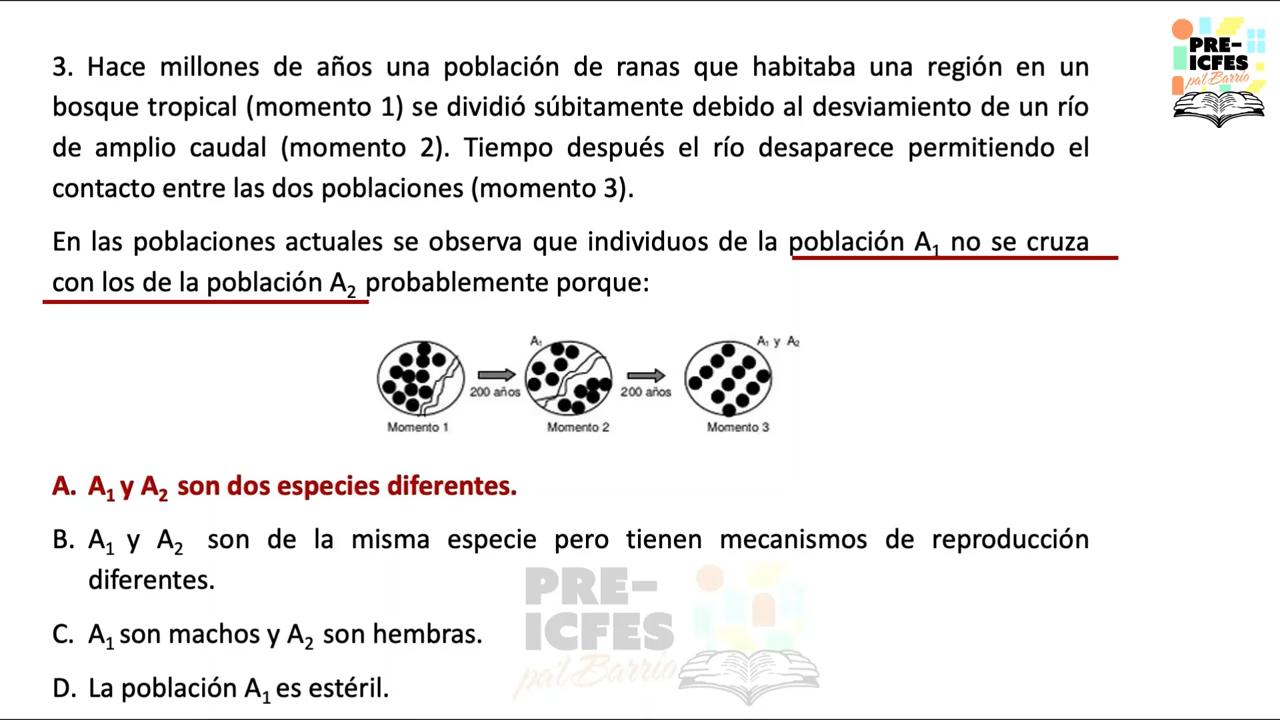 PRE-
ICFES
pal Barrio
3. Hace millones de años una población de ranas que habitaba una región en un
bosque tropical (momento 1) se dividió súbitamente debido al desviamiento de un río
de amplio caudal (momento 2). Tiempo después el río desaparece permitiendo el
contacto entre las dos poblaciones (momento 3).
En las poblaciones actuales se observa que individuos de la población A₁ no se cruza
con los de la población A₂ probablemente porque:
A₁
A₁ y A₂
200 años
200 años
Momento 1
Momento 2
Momento 3
A. A₁ y A₂ son dos especies diferentes.
B. A₁ y A₂ son de la misma especie pero tienen mecanismos de reproducción
diferentes.
C. A₁ son machos y A₂ son hembras.
D. La población A₁ es estéril.
PRE-
ICFES
pal Barrio